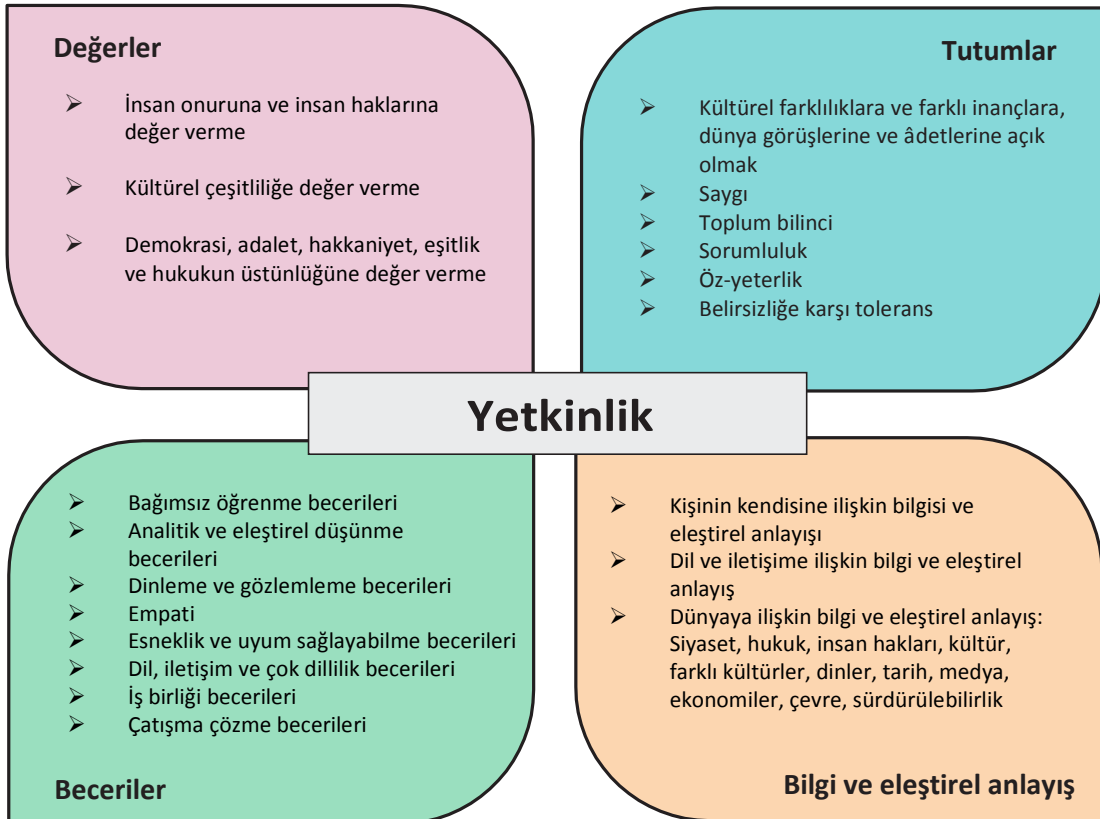 Değerler
➢ İnsan onuruna ve insan haklarına
değer verme
➢ Kültürel çeşitliliğe değer verme
➢ Demokrasi, adalet, hakkaniyet, eşitlik
ve hukukun üstünlüğüne değer verme
Tutumlar
➢ Kültürel farklılıklara ve farklı inançlara,
dünya görüşlerine ve âdetlerine açık
olmak
➢ Saygı
➢ Toplum bilinci
➢ Sorumluluk
➢ Öz-yeterlik
➢ Belirsizliğe karşı tolerans
Yetkinlik
➢ Bağımsız öğrenme becerileri
➢ Analitik ve eleştirel düşünme
becerileri
➢ Dinleme ve gözlemleme becerileri
➢ Empati
➢ Esneklik ve uyum sağlayabilme becerileri
➢ Dil, iletişim ve çok dillilik becerileri
➢ İş birliği becerileri
➢ Çatışma çözme becerileri
Beceriler
➢ Kişinin kendisine ilişkin bilgisi ve
eleştirel anlayışı
➢ Dil ve iletişime ilişkin bilgi ve eleştirel
anlayış
➢ Dünyaya ilişkin bilgi ve eleştirel anlayış:
Siyaset, hukuk, insan hakları, kültür,
farklı kültürler, dinler, tarih, medya,
ekonomiler, çevre, sürdürülebilirlik
Bilgi ve eleştirel anlayış